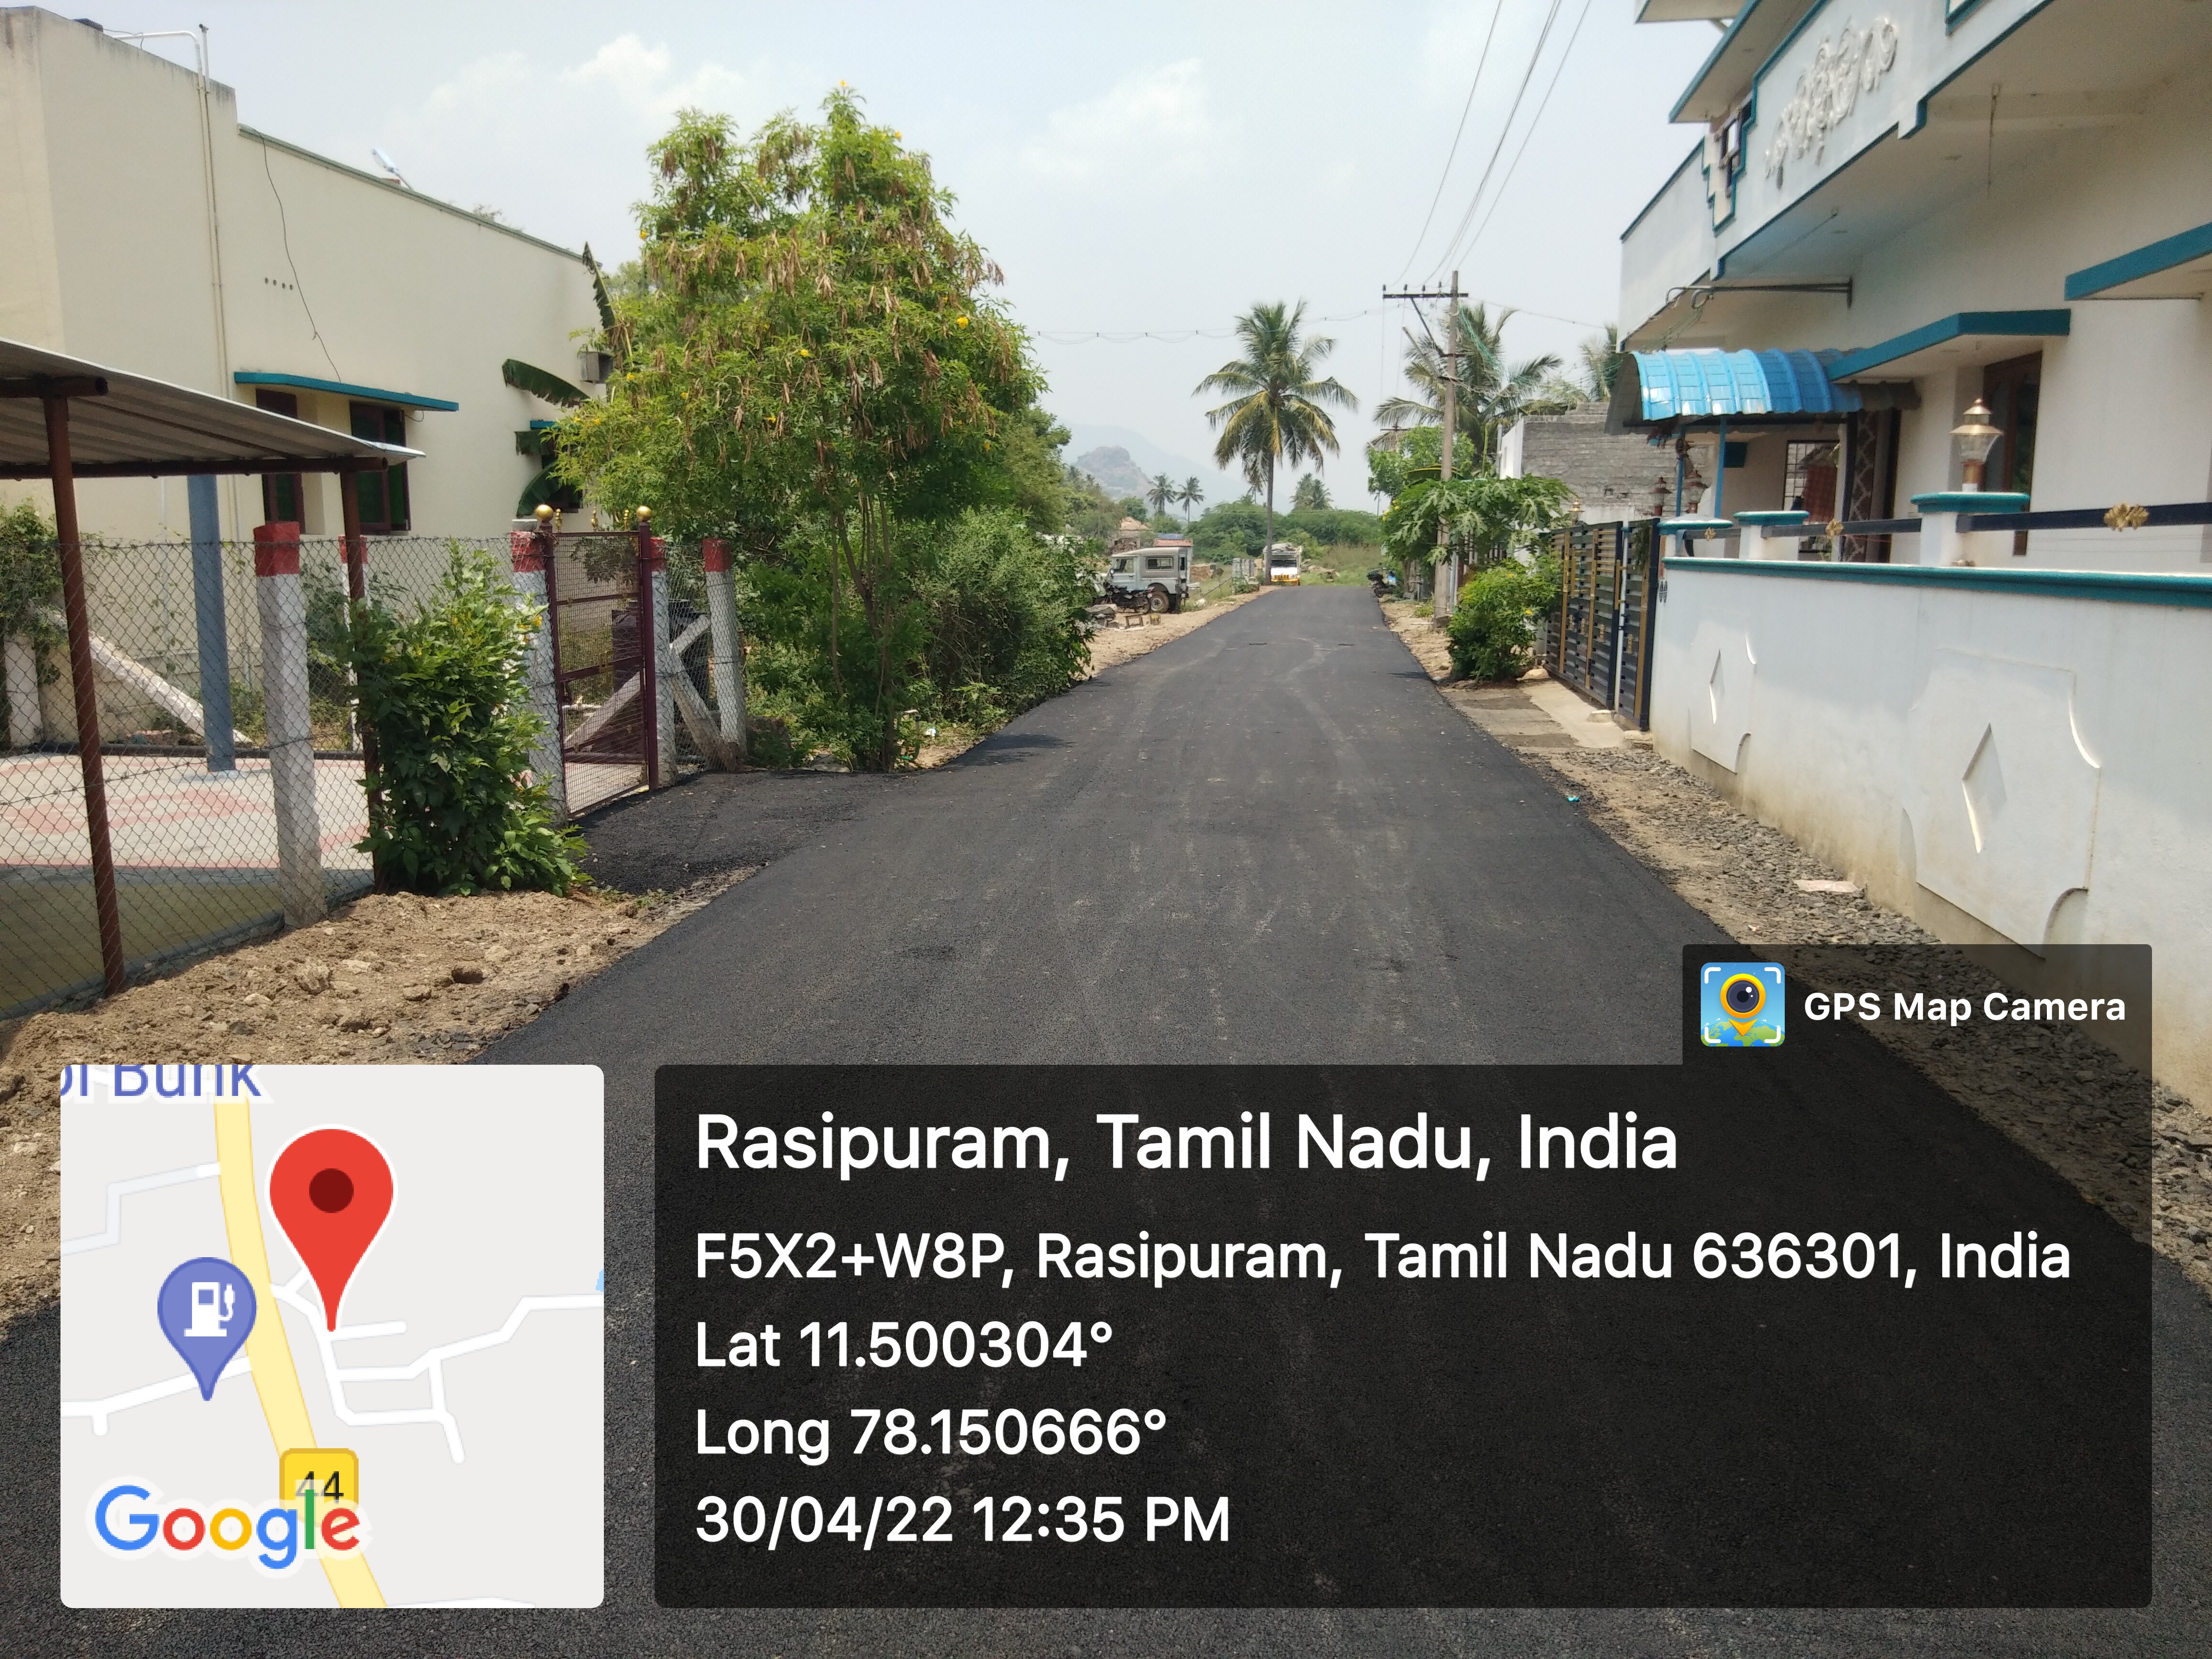 GPS Map Camera
Bunk
Rasipuram, Tamil Nadu, India
F5X2+W8P, Rasipuram, Tamil Nadu 636301, India
Lat 11.500304°
Long 78.150666°
30/04/22 12:35 PM
44
Google